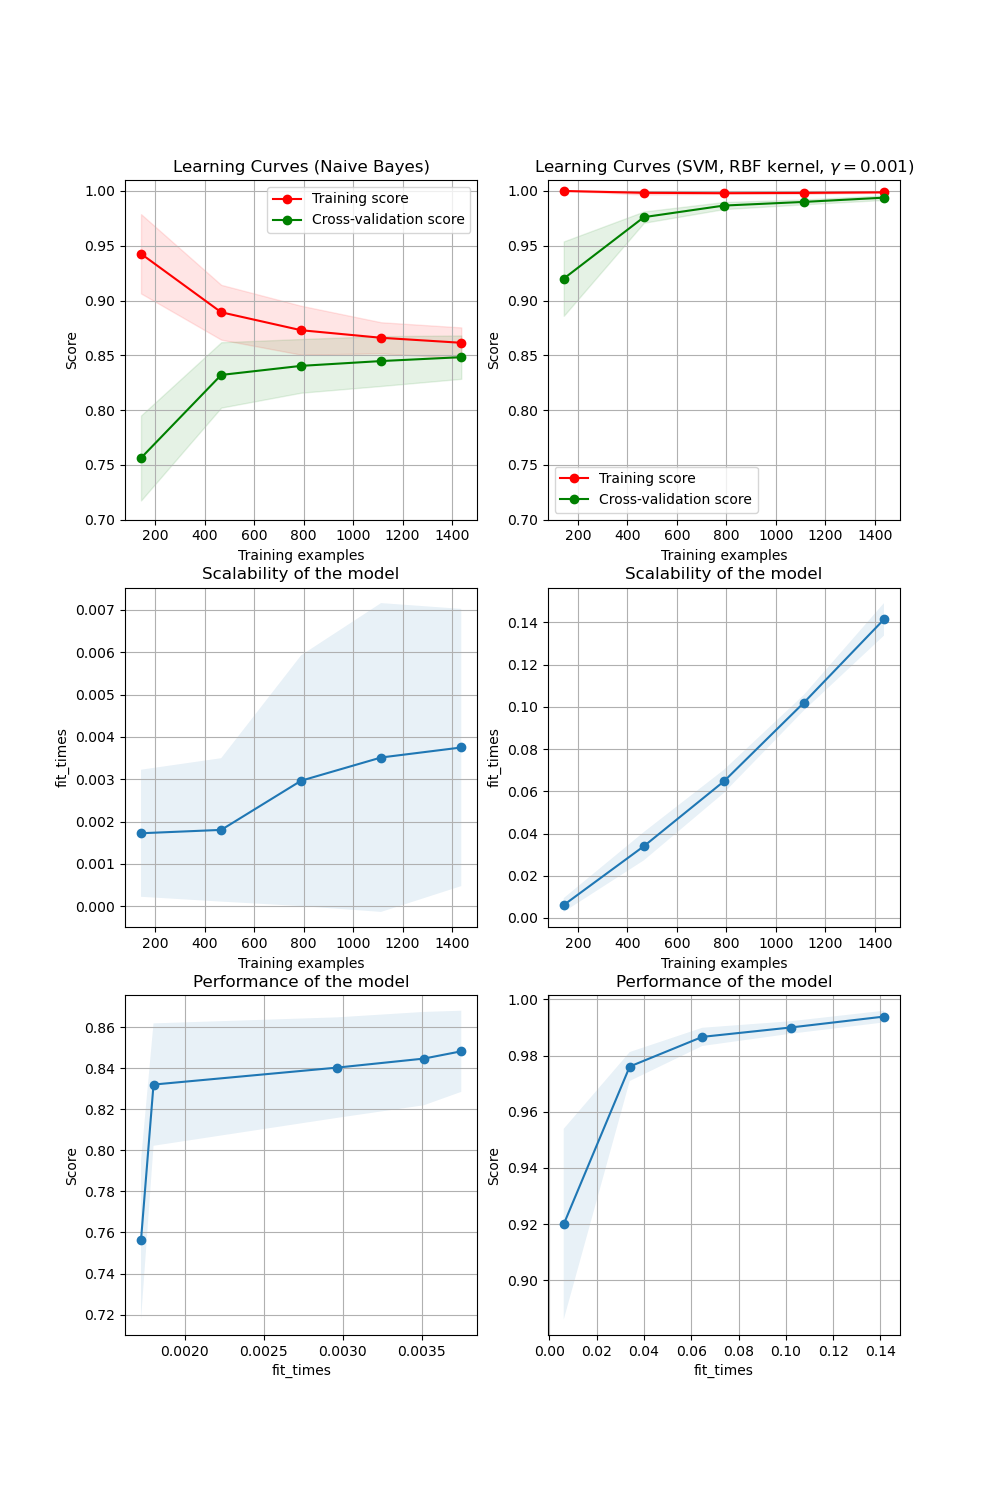 Learning Curves (Naive Bayes)
1.00
0.95
0.90
0.85
0.80
0.75
0.70
Score
Training score
Cross-validation score
200 400 600 800 1000 1200 1400
Training examples
Learning Curves (SVM, RBF kernel, γ = 0.001)
1.00
0.95
0.90
0.85
0.80
0.75
0.70
Score
Training score
Cross-validation score
200 400 600 800 1000 1200 1400
Training examples
Scalability of the model
0.007
0.006
0.005
0.004
0.003
0.002
0.001
0.000
fit_times
200 400 600 800 1000 1200 1400
Training examples
Scalability of the model
0.14
0.12
0.10
0.08
0.06
0.04
0.02
0.00
fit_times
200 400 600 800 1000 1200 1400
Training examples
Performance of the model
0.86
0.84
0.82
0.80
0.78
0.76
0.74
0.72
Score
0.0020 0.0025 0.0030 0.0035
fit_times
Performance of the model
1.00
0.98
0.96
0.94
0.92
0.90
Score
0.00 0.02 0.04 0.06 0.08 0.10 0.12 0.14
fit_times